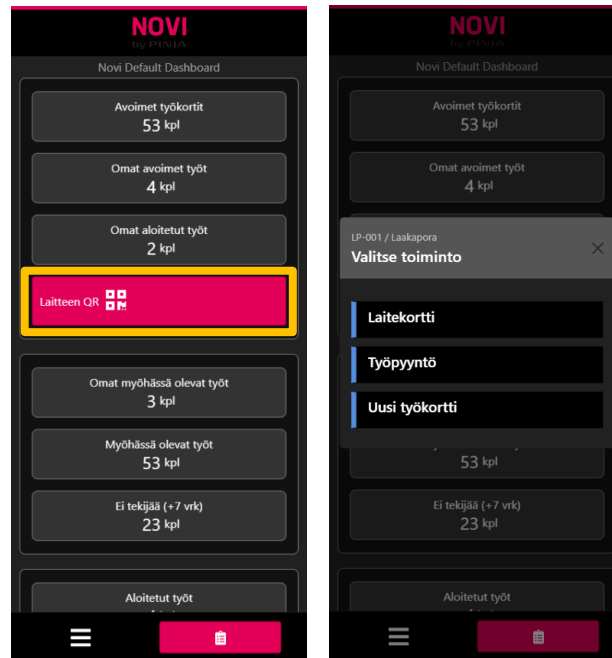 NOVI
by PINJA
Novi Default Dashboard
Avoimet työkortit
53 kpl
Omat avoimet työt
4 kpl
Omat aloitetut työt
2 kpl
Laitteen QR
Omat myöhässä olevat työt
3 kpl
Myöhässä olevat työt
53 kpl
Ei tekijää (+7 vrk)
23 kpl
Aloitetut työt
NOVI
by PINJA
Novi Default Dashboard
Avoimet työkortit
53 kpl
Omat avoimet työt
4 kpl
LP-001 / Laakapora
Valitse toiminto
Laitekortti
Työpyyntö
Uusi työkortti
53 kpl
Ei tekijää (+7 vrk)
23 kpl
Aloitetut työt